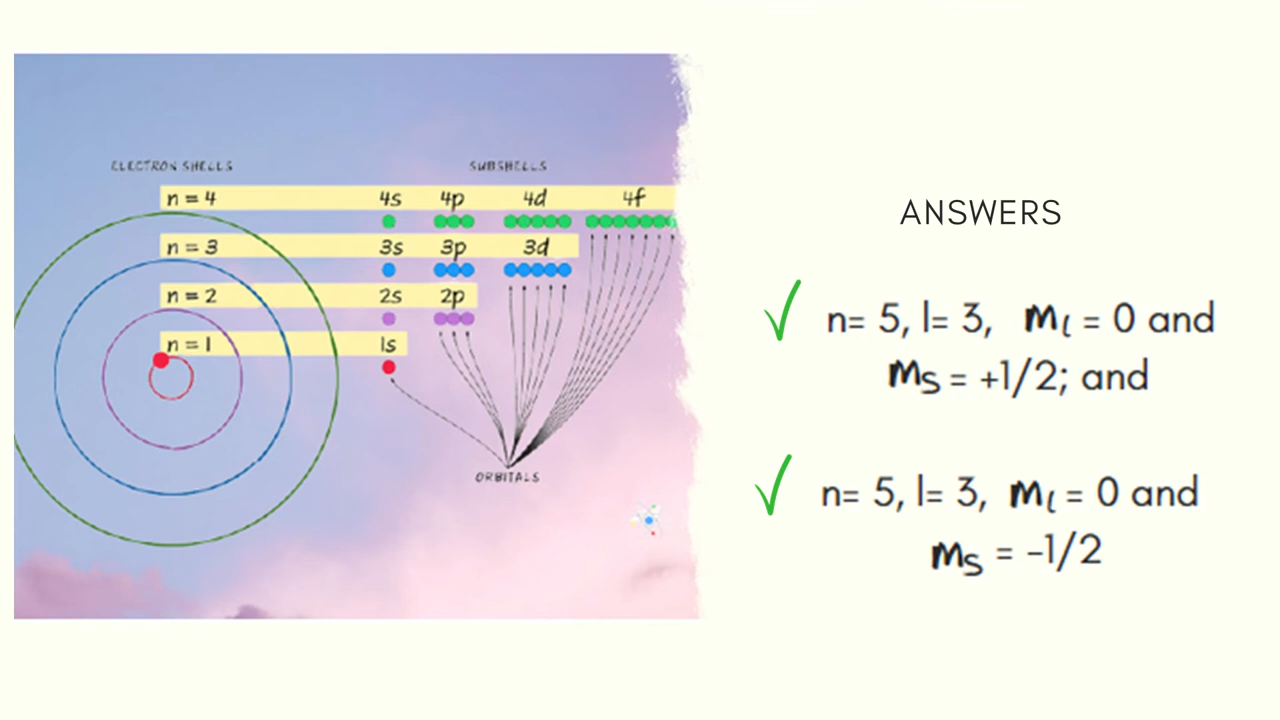 ELECTRON SHELLS SUBSHELLS
n = 4 4s 4p 4d 4f
n = 3 3s 3p 3d
n = 2 2s 2p
n = 1 1s
ORBITALS
ANSWERS
n= 5, l= 3, mₗ = 0 and
mₛ = +1/2; and
n= 5, l= 3, mₗ = 0 and
mₛ = -1/2